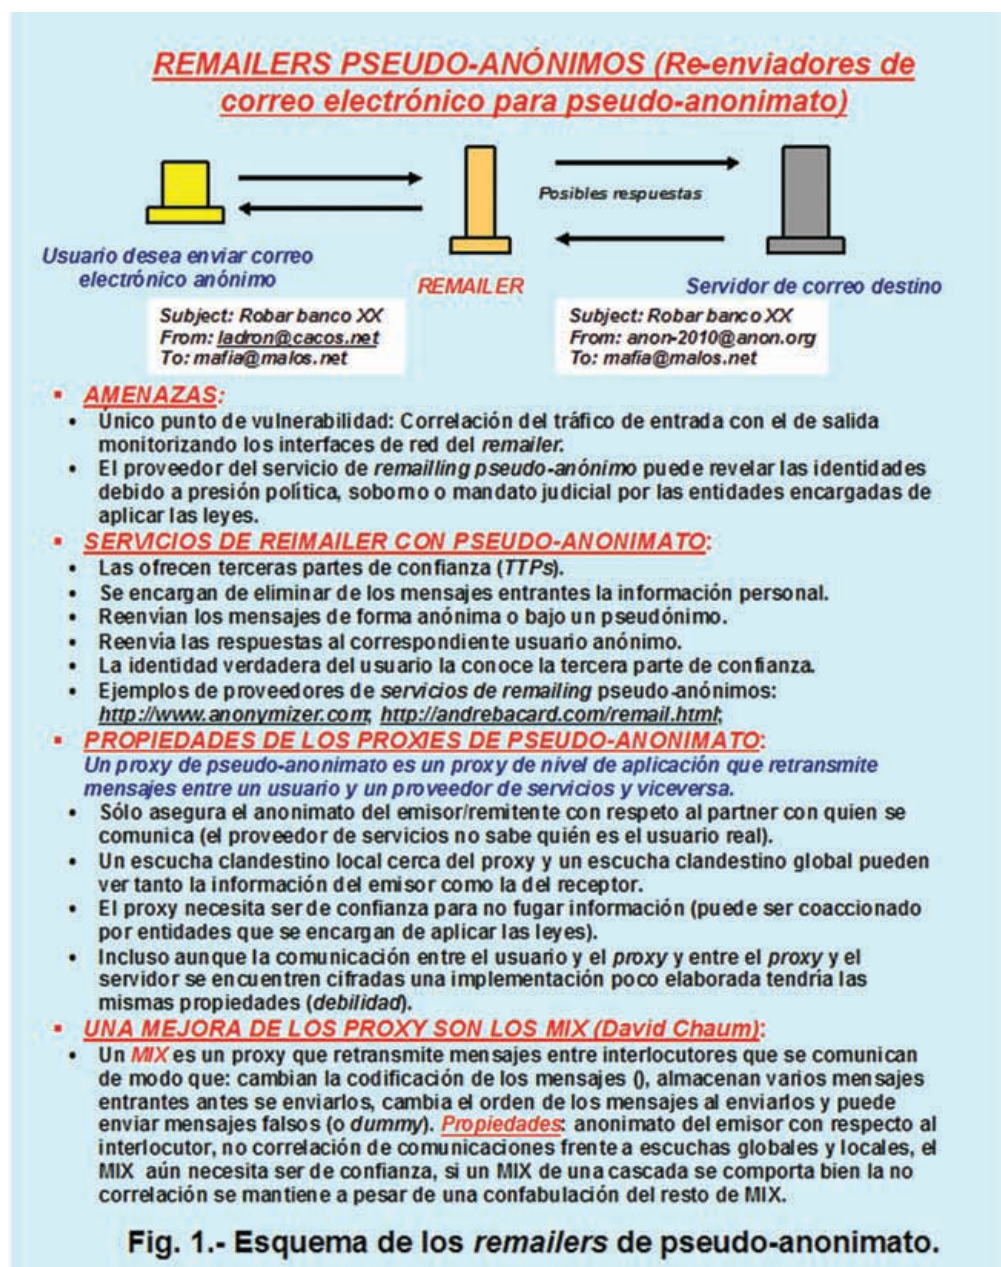 REMAILERS PSEUDO-ANÓNIMOS (Re-enviadores de
correo electrónico para pseudo-anonimato)
Posibles respuestas
Usuario desea enviar correo
electrónico anónimo
REMAILER
Servidor de correo destino
Subject: Robar banco XX
From: ladron@cacos.net
To: mafia@malos.net
Subject: Robar banco XX
From: anon-2010@anon.org
To: mafia@malos.net
▪ AMENAZAS:
• Único punto de vulnerabilidad: Correlación del tráfico de entrada con el de salida
monitorizando los interfaces de red del remailer.
• El proveedor del servicio de remailling pseudo-anónimo puede revelar las identidades
debido a presión política, soborno o mandato judicial por las entidades encargadas de
aplicar las leyes.
▪ SERVICIOS DE REIMAILER CON PSEUDO-ANONIMATO:
• Las ofrecen terceras partes de confianza (TTPs).
• Se encargan de eliminar de los mensajes entrantes la información personal.
• Reenvían los mensajes de forma anónima o bajo un pseudónimo.
• Reenvía las respuestas al correspondiente usuario anónimo.
• La identidad verdadera del usuario la conoce la tercera parte de confianza.
• Ejemplos de proveedores de servicios de remailing pseudo-anónimos:
http://www.anonymizer.com; http://andrebacard.com/remail.html;
▪ PROPIEDADES DE LOS PROXIES DE PSEUDO-ANONIMATO:
Un proxy de pseudo-anonimato es un proxy de nivel de aplicación que retransmite
mensajes entre un usuario y un proveedor de servicios y viceversa.
• Sólo asegura el anonimato del emisor/remitente con respeto al partner con quien se
comunica (el proveedor de servicios no sabe quién es el usuario real).
• Un escucha clandestino local cerca del proxy y un escucha clandestino global pueden
ver tanto la información del emisor como la del receptor.
• El proxy necesita ser de confianza para no fugar información (puede ser coaccionado
por entidades que se encargan de aplicar las leyes).
• Incluso aunque la comunicación entre el usuario y el proxy y entre el proxy y el
servidor se encuentren cifradas una implementación poco elaborada tendría las
mismas propiedades (debilidad).
▪ UNA MEJORA DE LOS PROXY SON LOS MIX (David Chaum):
• Un MIX es un proxy que retransmite mensajes entre interlocutores que se comunican
de modo que: cambian la codificación de los mensajes (), almacenan varios mensajes
entrantes antes se enviarlos, cambia el orden de los mensajes al enviarlos y puede
enviar mensajes falsos (o dummy). Propiedades: anonimato del emisor con respecto al
interlocutor, no correlación de comunicaciones frente a escuchas globales y locales, el
MIX aún necesita ser de confianza, si un MIX de una cascada se comporta bien la no
correlación se mantiene a pesar de una confabulación del resto de MIX.
Fig. 1.- Esquema de los remailers de pseudo-anonimato.